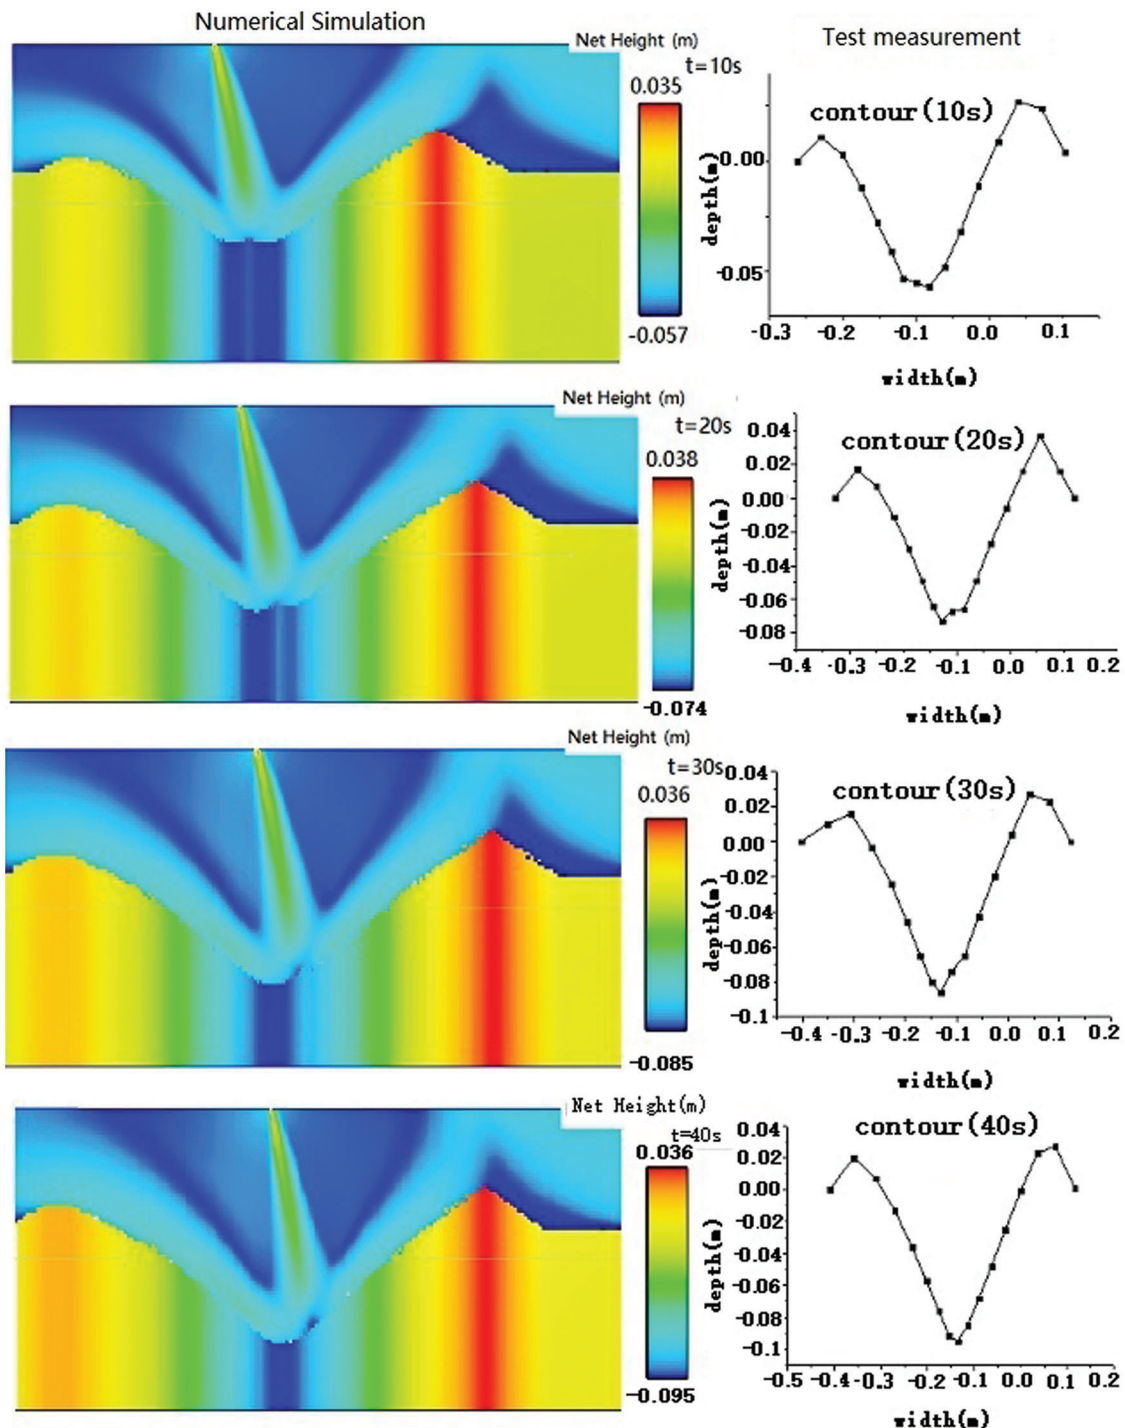 Numerical Simulation
Test measurement
Net Height (m)
t=10s
0.035
-0.057
contour(10s)
depth(m)
0.00
-0.05
-0.3 -0.2 -0.1 0.0 0.1
width(m)
Net Height (m)
t=20s
0.038
-0.074
contour(20s)
depth(m)
0.04
0.02
0.00
-0.02
-0.04
-0.06
-0.08
-0.4 -0.3 -0.2 -0.1 0.0 0.1 0.2
width(m)
Net Height (m)
t=30s
0.036
-0.085
contour(30s)
depth(m)
0.04
0.02
0.00
-0.02
-0.04
-0.06
-0.08
-0.1
-0.4 -0.3 -0.2 -0.1 0.0 0.1 0.2
width(m)
Net Height(m)
t=40s
0.036
-0.095
contour(40s)
depth(m)
0.04
0.02
0.00
-0.02
-0.04
-0.06
-0.08
-0.1
-0.5 -0.4 -0.3 -0.2 -0.1 0.0 0.1 0.2
width(m)